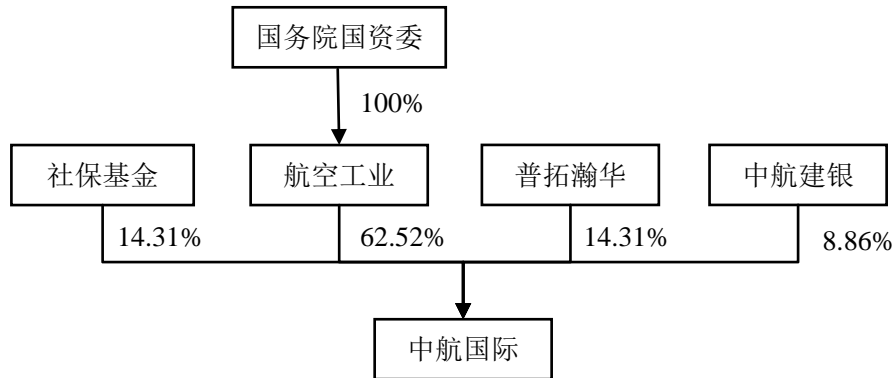 国务院国资委
100%
社保基金
航空工业
普拓瀚华
中航建银
14.31%
62.52%
14.31%
8.86%
中航国际